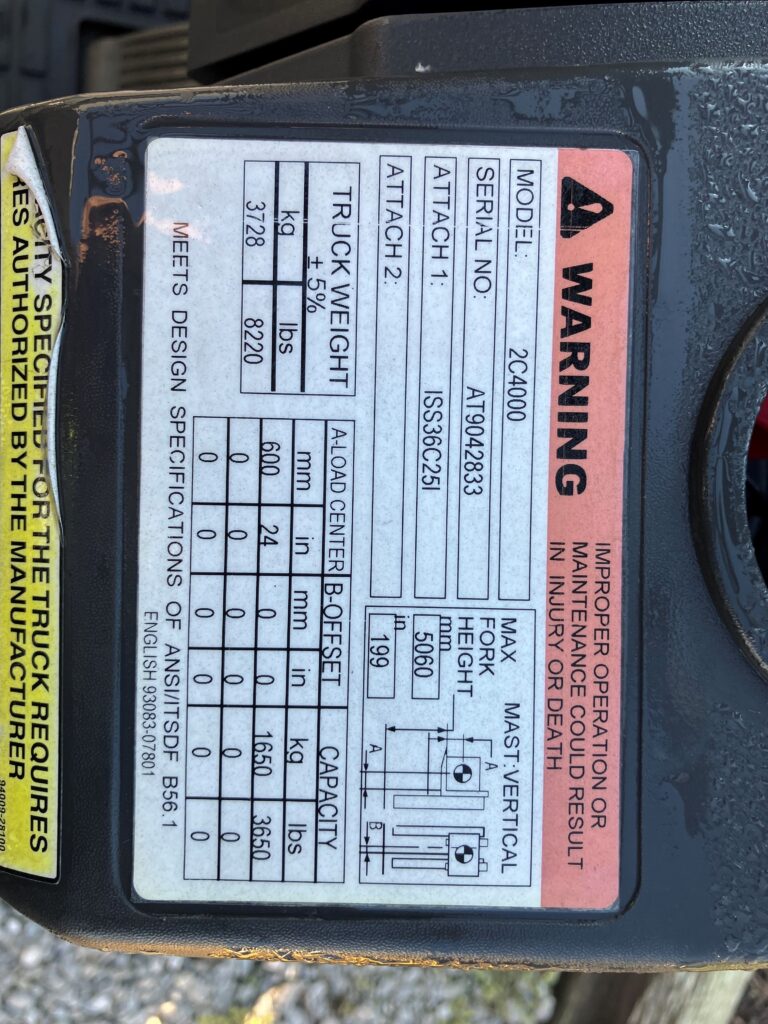 WARNING
IMPROPER OPERATION OR
MAINTENANCE COULD RESULT
IN INJURY OR DEATH
MODEL: 2C4000
SERIAL NO: AT9042833
ATTACH 1: ISS36C25I
ATTACH 2:
MAX
FORK
HEIGHT
mm
5060
in
199
MAST: VERTICAL
A
A
B
TRUCK WEIGHT
± 5%
kg lbs
3728 8220
A-LOAD CENTER B-OFFSET CAPACITY
mm in mm in kg lbs
600 24 0 0 1650 3650
0 0 0 0 0 0
0 0 0 0 0 0
MEETS DESIGN SPECIFICATIONS OF ANSI/ITSDF B56.1
ENGLISH 93083-07801
SPECIFIED FOR THE TRUCK REQUIRES
AUTHORIZED BY THE MANUFACTURER
94009-28100